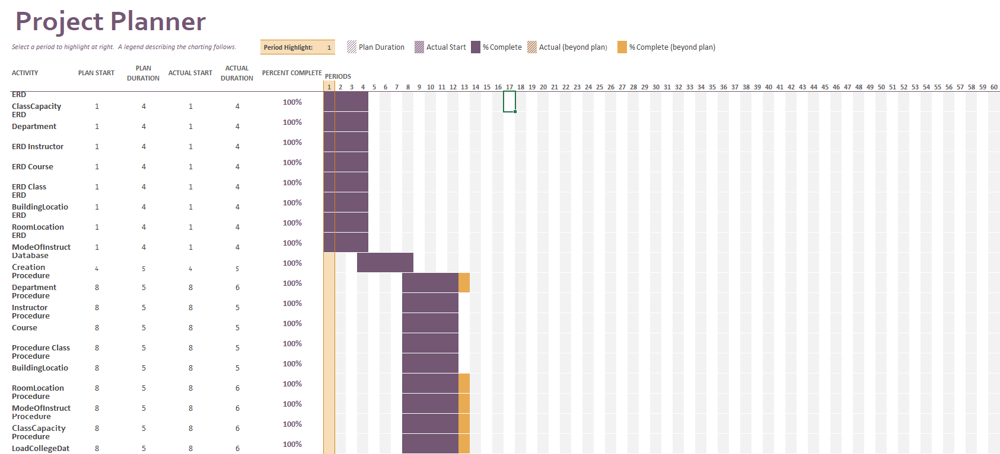 Project Planner
Select a period to highlight at right.  A legend describing the charting follows.
Period Highlight: 1
Plan Duration
Actual Start
% Complete
Actual (beyond plan)
% Complete (beyond plan)
ACTIVITY PLAN START PLAN DURATION ACTUAL START ACTUAL DURATION PERCENT COMPLETE PERIODS
1 2 3 4 5 6 7 8 9 10 11 12 13 14 15 16 17 18 19 20 21 22 23 24 25 26 27 28 29 30 31 32 33 34 35 36 37 38 39 40 41 42 43 44 45 46 47 48 49 50 51 52 53 54 55 56 57 58 59 60
ERD
ClassCapacity 1 4 1 4 100%
ERD
Department 1 4 1 4 100%
ERD Instructor 1 4 1 4 100%
ERD Course 1 4 1 4 100%
ERD Class 1 4 1 4 100%
ERD
BuildingLocatio 1 4 1 4 100%
ERD
RoomLocation 1 4 1 4 100%
ERD
ModeOfInstruct 1 4 1 4 100%
Database
Creation 4 5 4 5 100%
Procedure
Department 8 5 8 6 100%
Procedure
Instructor 8 5 8 5 100%
Procedure
Course 8 5 8 5 100%
Procedure Class 8 5 8 5 100%
Procedure
BuildingLocatio 8 5 8 5 100%
RoomLocation 8 5 8 6 100%
Procedure
ModeOfInstruct 8 5 8 6 100%
Procedure
ClassCapacity 8 5 8 6 100%
Procedure
LoadCollegeDat 8 5 8 6 100%